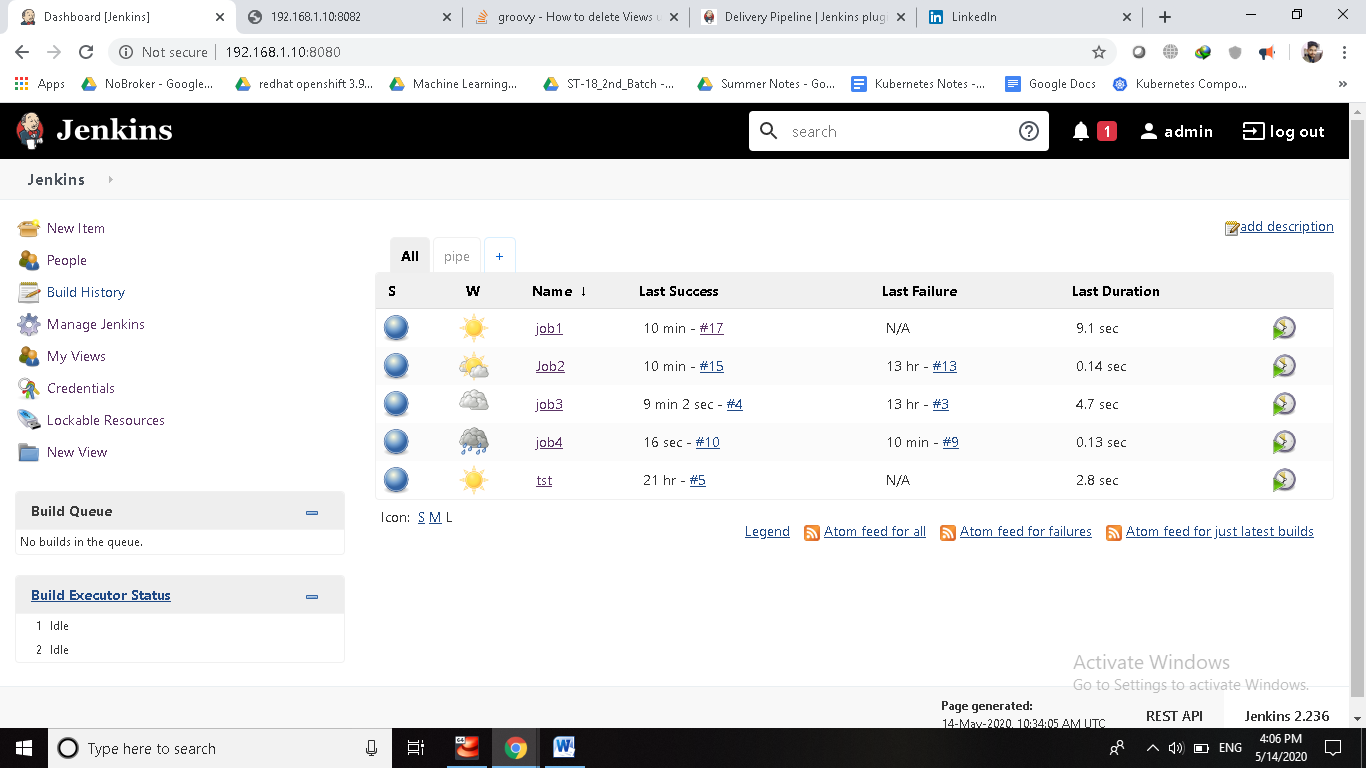 Dashboard [Jenkins]
192.168.1.10:8082
groovy - How to delete Views
Delivery Pipeline | Jenkins plug
LinkedIn
Not secure
192.168.1.10:8080
Apps
NoBroker - Google...
redhat openshift 3.9...
Machine Learning...
ST-18_2nd_Batch -...
Summer Notes - Go...
Kubernetes Notes -...
Google Docs
Kubernetes Compo...
Jenkins
search
1
admin
log out
Jenkins
New Item
People
Build History
Manage Jenkins
My Views
Credentials
Lockable Resources
New View
Build Queue
No builds in the queue.
Build Executor Status
1 Idle
2 Idle
add description
All pipe +
S W Name ↓ Last Success Last Failure Last Duration
job1 10 min - #17 N/A 9.1 sec
Job2 10 min - #15 13 hr - #13 0.14 sec
job3 9 min 2 sec - #4 13 hr - #3 4.7 sec
job4 16 sec - #10 10 min - #9 0.13 sec
tst 21 hr - #5 N/A 2.8 sec
Icon: S M L
Legend Atom feed for all Atom feed for failures Atom feed for just latest builds
Activate Windows
Go to Settings to activate Windows.
Page generated:
14-May-2020, 10:34:05 AM UTC
REST API
Jenkins 2.236
Type here to search
ENG
4:06 PM
5/14/2020